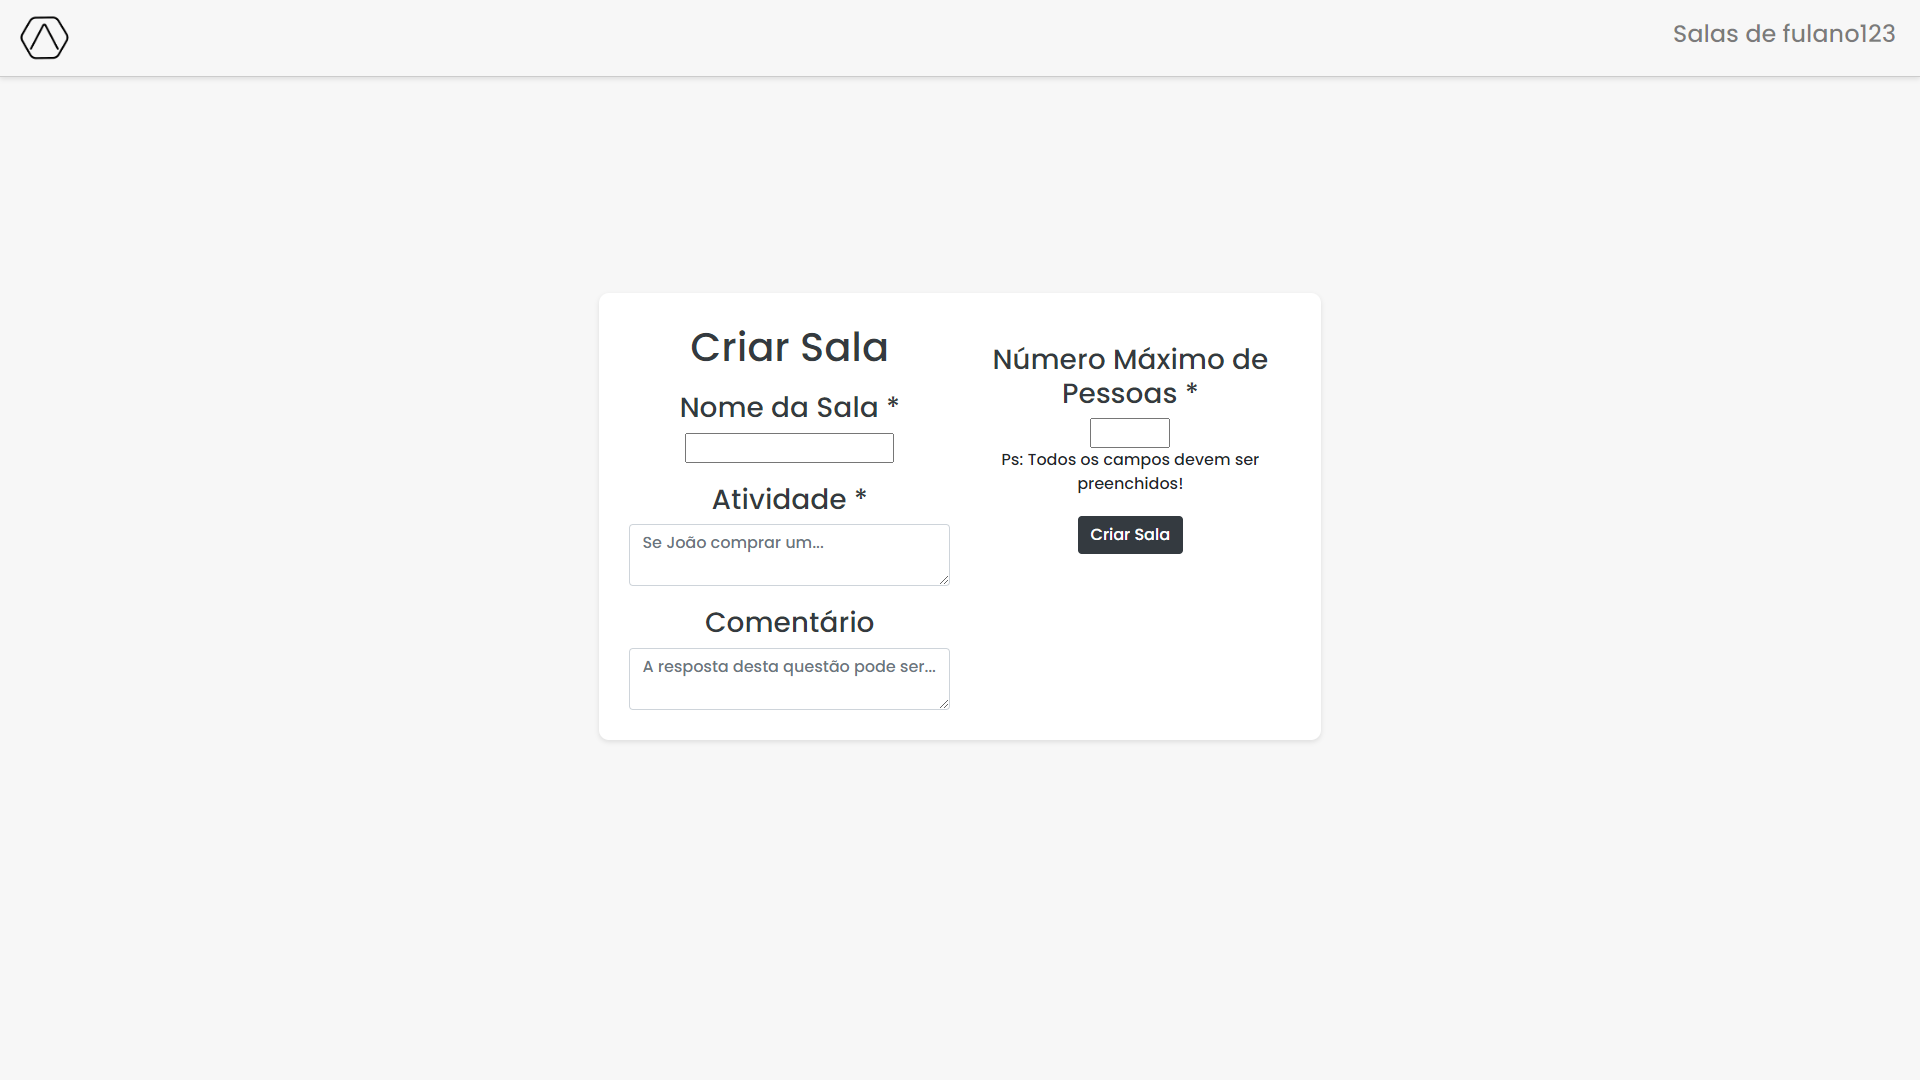 Salas de fulano123
Criar Sala
Nome da Sala *
Atividade *
Se João comprar um...
Comentário
A resposta desta questão pode ser...
Número Máximo de
Pessoas *
Ps: Todos os campos devem ser
preenchidos!
Criar Sala